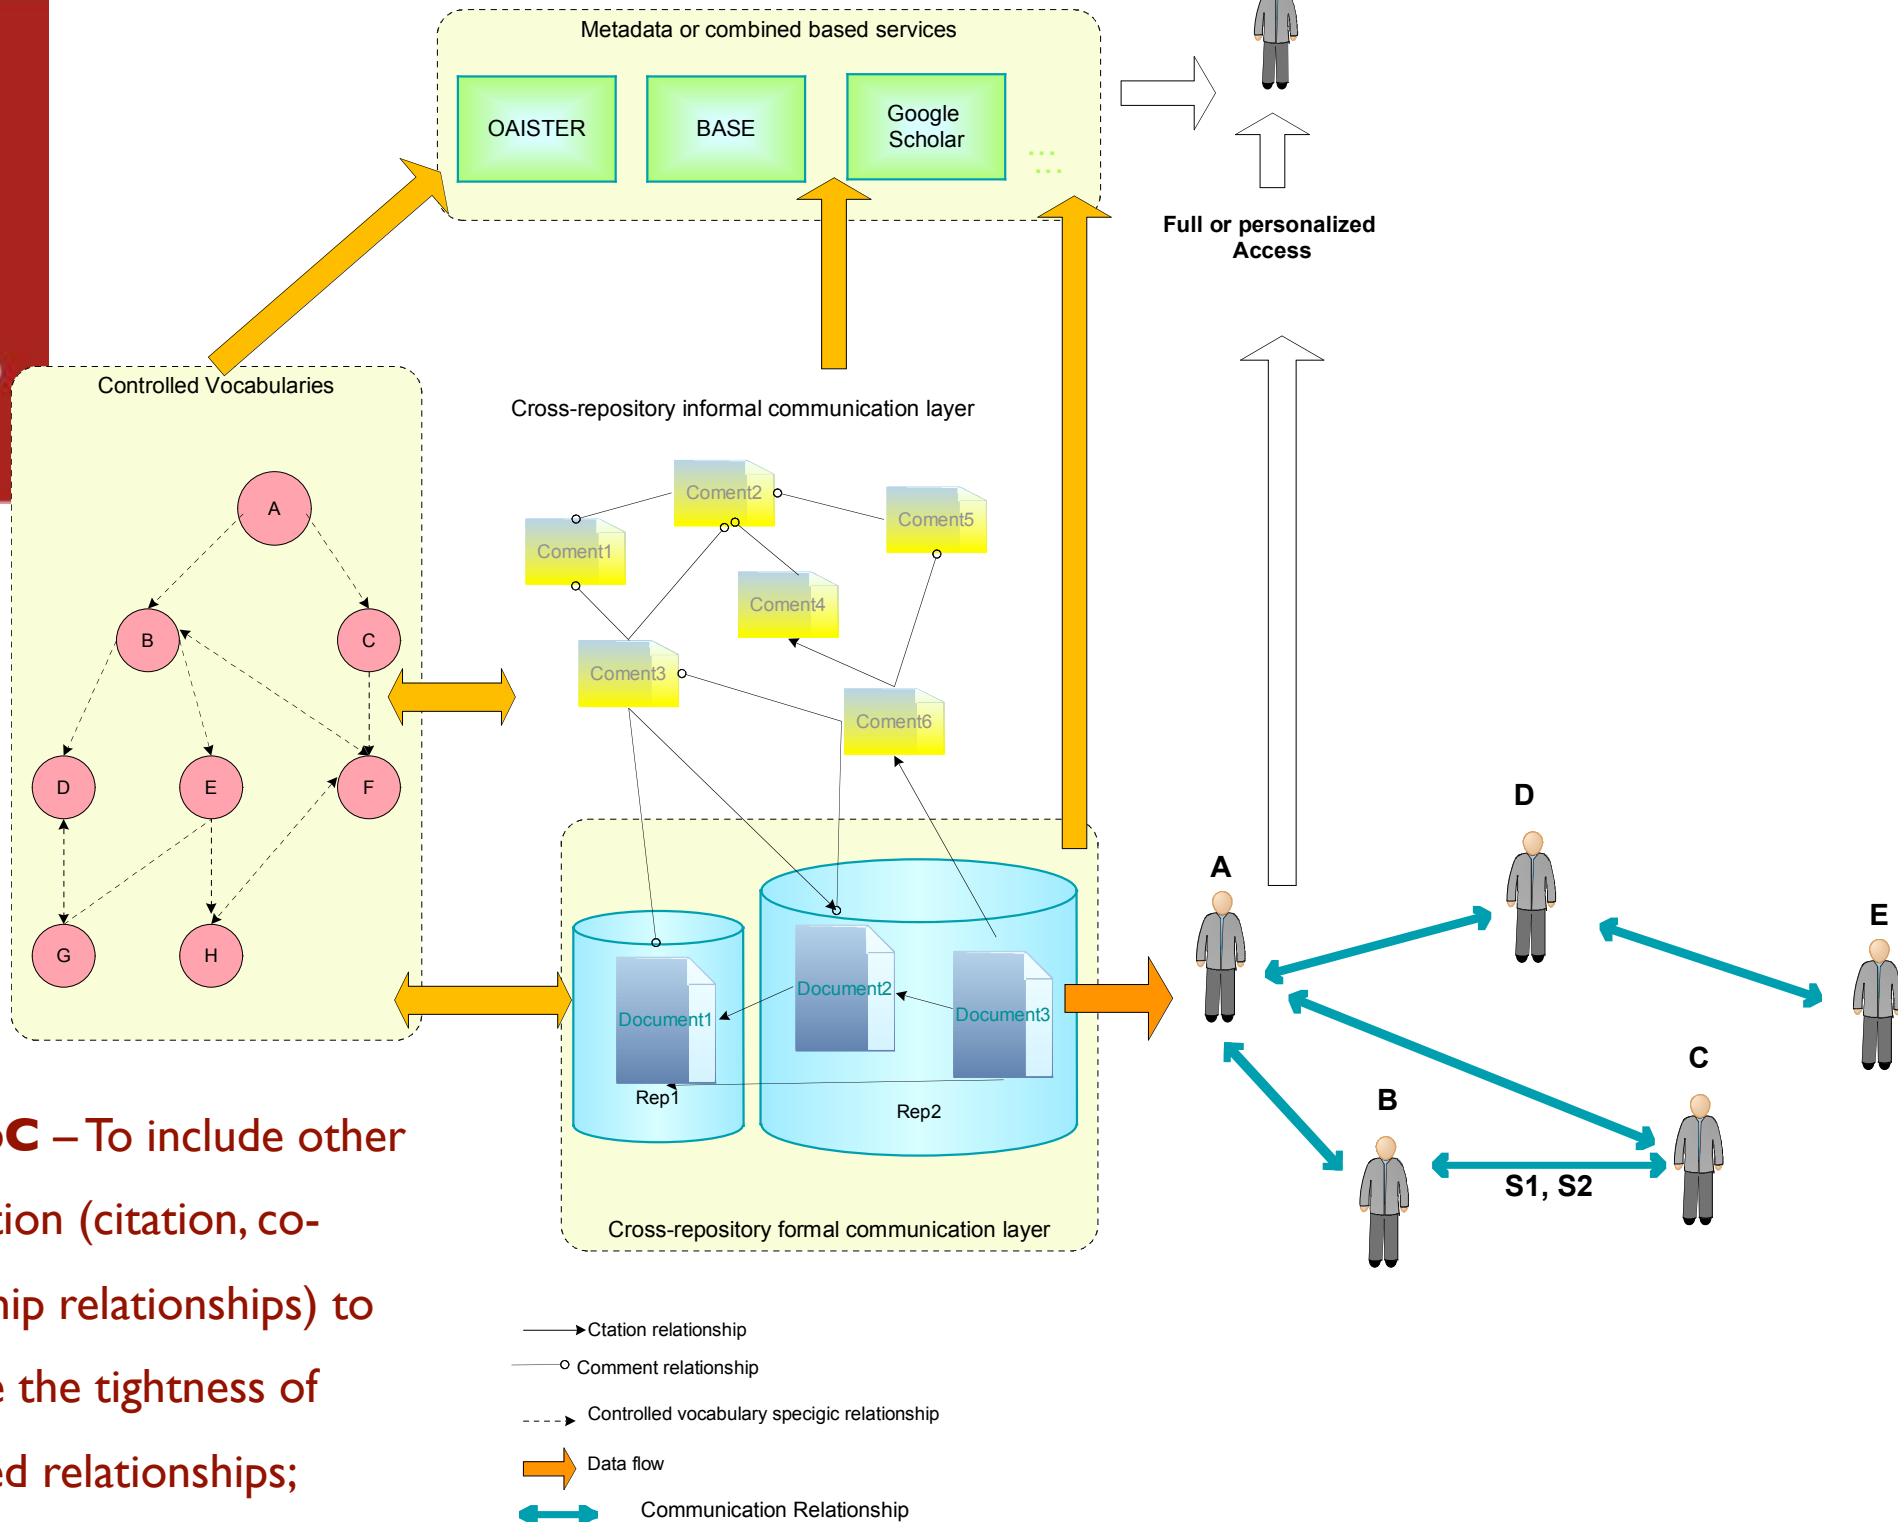 Metadata or combined based services
OAISTER
BASE
Google
Scholar
...
...
Full or personalized
Access
Controlled Vocabularies
A
B
C
D
E
F
G
H
Cross-repository informal communication layer
Coment2
Coment5
Coment1
Coment4
Coment3
Coment6
Document2
Document1
Document3
Rep1
Rep2
Cross-repository formal communication layer
D
A
E
C
B
S1, S2
C – To include other
tion (citation, co-
ip relationships) to
e the tightness of
ed relationships;
Ctation relationship
Comment relationship
Controlled vocabulary specigic relationship
Data flow
Communication Relationship